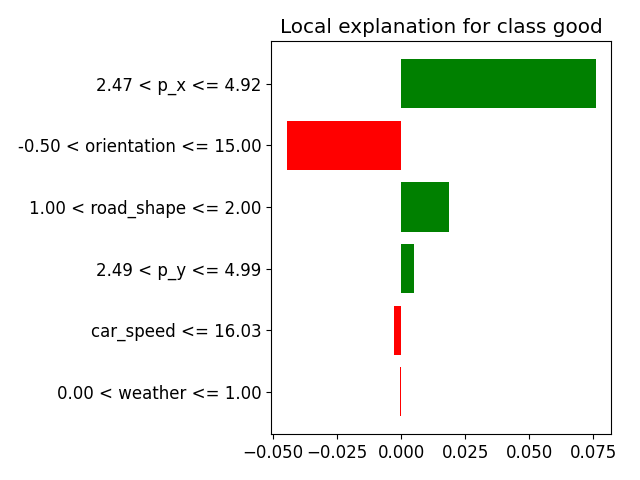 Local explanation for class good
2.47 < p_x <= 4.92
-0.50 < orientation <= 15.00
1.00 < road_shape <= 2.00
2.49 < p_y <= 4.99
car_speed <= 16.03
0.00 < weather <= 1.00
−0.050 −0.025 0.000 0.025 0.050 0.075